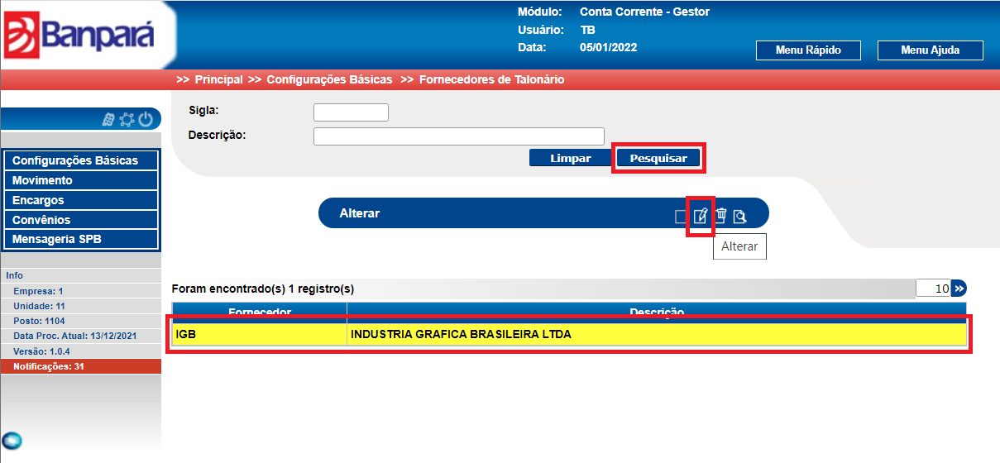 Banpará
Módulo: Conta Corrente - Gestor
Usuário: TB
Data: 05/01/2022
Menu Rápido
Menu Ajuda
>> Principal >> Configurações Básicas >> Fornecedores de Talonário
Sigla:
Descrição:
Limpar
Pesquisar
Configurações Básicas
Movimento
Encargos
Convênios
Mensageria SPB
Alterar
Alterar
Info
Empresa: 1
Unidade: 11
Posto: 1104
Data Proc. Atual: 13/12/2021
Versão: 1.0.4
Notificações: 31
Foram encontrado(s) 1 registro(s)
10
Fornecedor Descrição
IGB INDUSTRIA GRAFICA BRASILEIRA LTDA